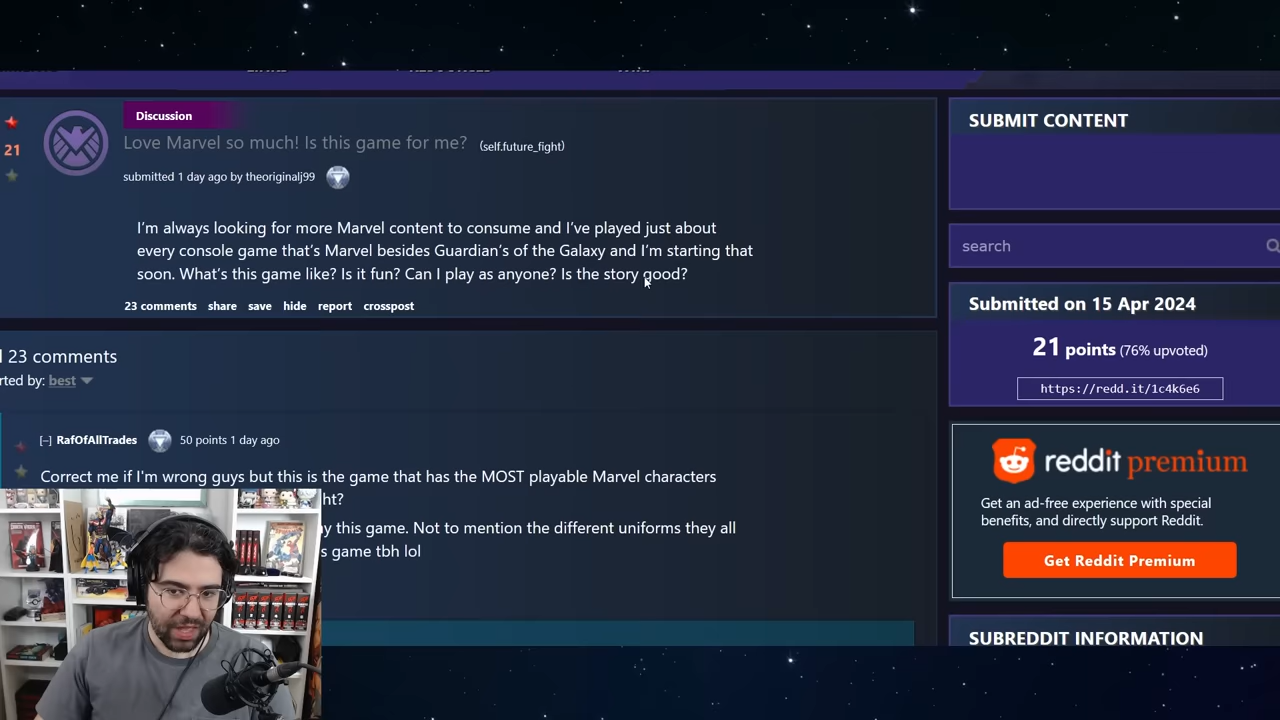 Discussion
Love Marvel so much! Is this game for me? (self.future_fight)
21
submitted 1 day ago by theoriginalj99
I'm always looking for more Marvel content to consume and I've played just about
every console game that's Marvel besides Guardian's of the Galaxy and I'm starting that
soon. What's this game like? Is it fun? Can I play as anyone? Is the story good?
23 comments share save hide report crosspost
23 comments
rted by: best
[–] RafOfAllTrades 50 points 1 day ago
Correct me if I'm wrong guys but this is the game that has the MOST playable Marvel characters
ht?
y this game. Not to mention the different uniforms they all
s game tbh lol
SUBMIT CONTENT
search
Submitted on 15 Apr 2024
21 points (76% upvoted)
https://redd.it/1c4k6e6
reddit premium
Get an ad-free experience with special
benefits, and directly support Reddit.
Get Reddit Premium
SUBREDDIT INFORMATION